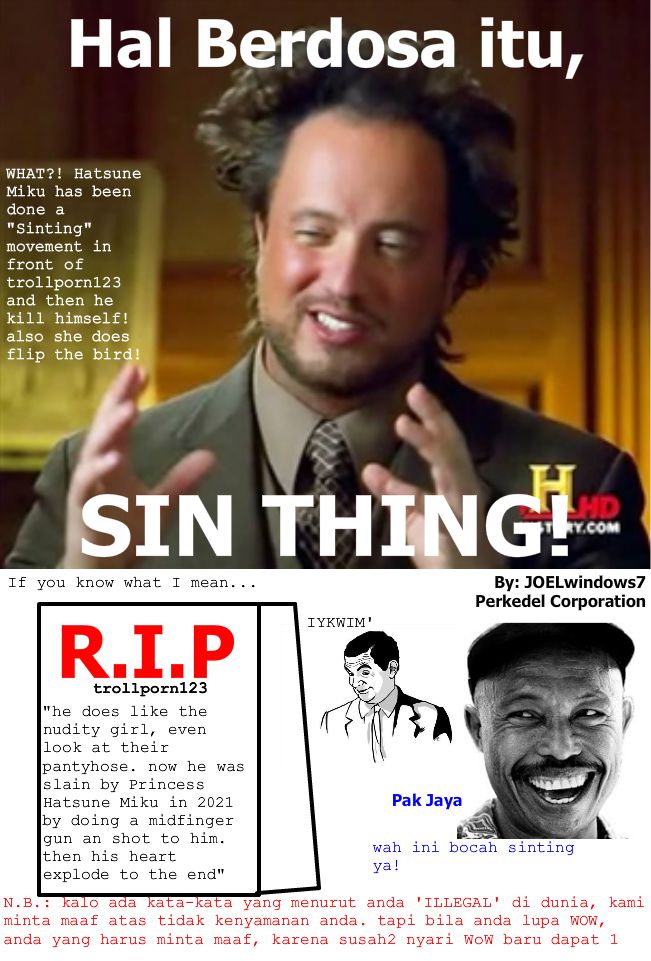 Hal Berdosa itu,
WHAT?! Hatsune
Miku has been
done a
"Sinting"
movement in
front of
trollporn123
and then he
kill himself!
also she does
flip the bird!
H HD
SIN THING!
If you know what I mean...
By: JOELwindows7
Perkedel Corporation
R.I.P
trollporn123
"he does like the
nudity girl, even
look at their
pantyhose. now he was
slain by Princess
Hatsune Miku in 2021
by doing a midfinger
gun an shot to him.
then his heart
explode to the end"
IYKWIM'
Pak Jaya
wah ini bocah sinting
ya!
N.B.: kalo ada kata-kata yang menurut anda 'ILLEGAL' di dunia, kami
minta maaf atas tidak kenyamanan anda. tapi bila anda lupa WOW,
anda yang harus minta maaf, karena susah2 nyari WoW baru dapat 1